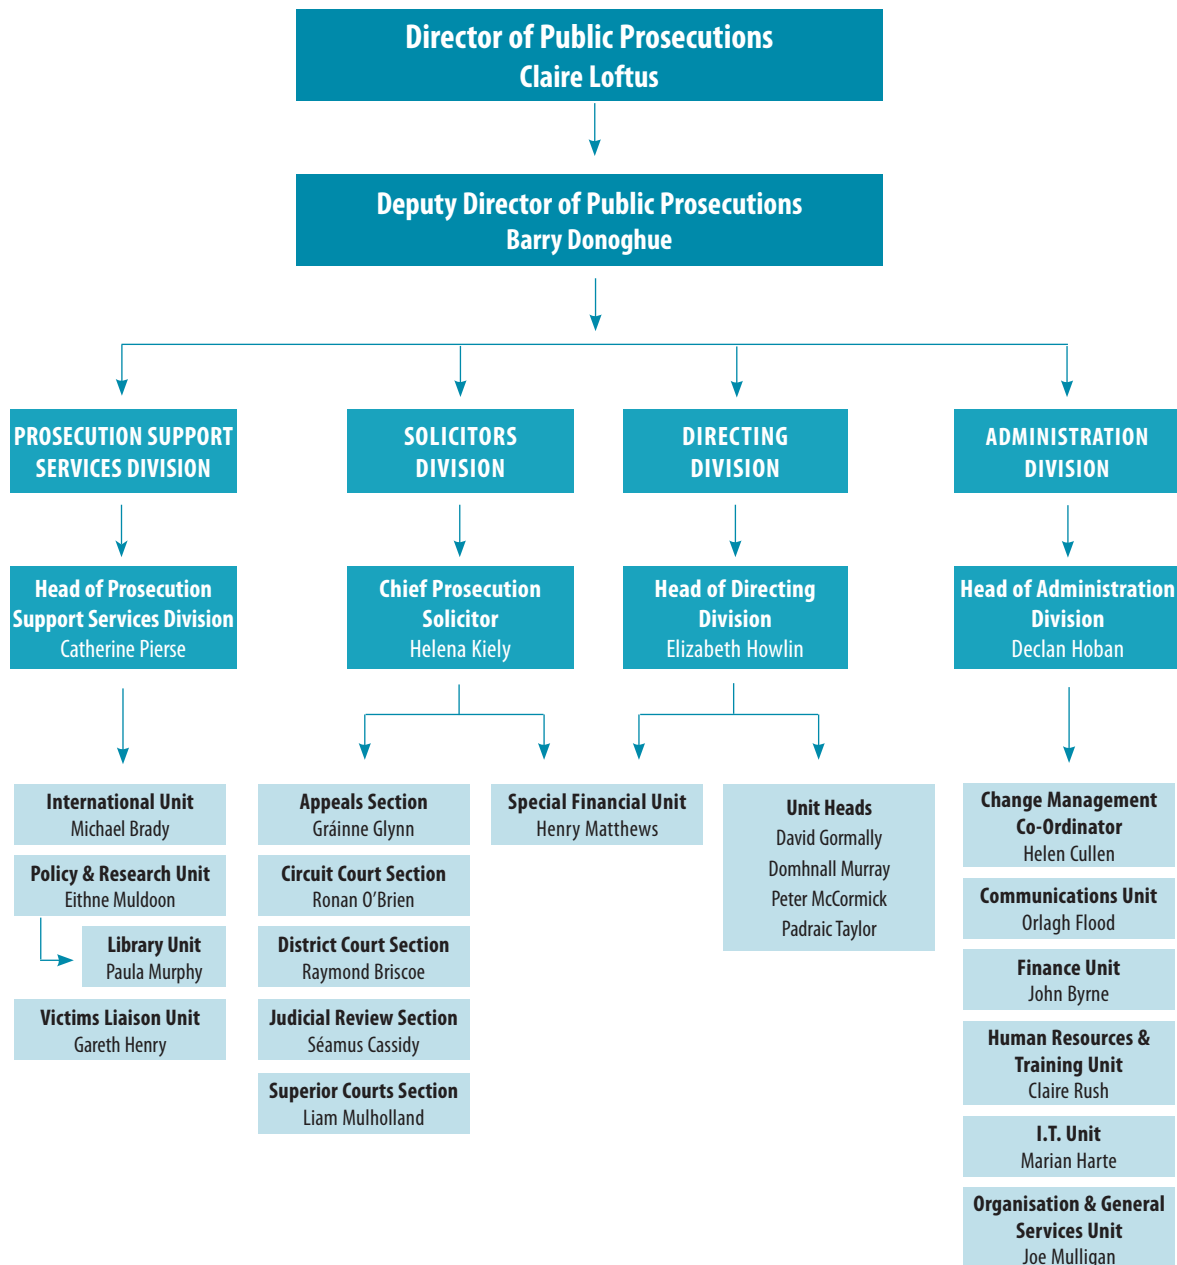 Director of Public Prosecutions
Claire Loftus
Deputy Director of Public Prosecutions
Barry Donoghue
PROSECUTION SUPPORT
SERVICES DIVISION
SOLICITORS
DIVISION
DIRECTING
DIVISION
ADMINISTRATION
DIVISION
Head of Prosecution
Support Services Division
Catherine Pierse
Chief Prosecution
Solicitor
Helena Kiely
Head of Directing
Division
Elizabeth Howlin
Head of Administration
Division
Declan Hoban
International Unit
Michael Brady
Policy & Research Unit
Eithne Muldoon
Library Unit
Paula Murphy
Victims Liaison Unit
Gareth Henry
Appeals Section
Gráinne Glynn
Circuit Court Section
Ronan O’Brien
District Court Section
Raymond Briscoe
Judicial Review Section
Séamus Cassidy
Superior Courts Section
Liam Mulholland
Special Financial Unit
Henry Matthews
Unit Heads
David Gormally
Domhnall Murray
Peter McCormick
Padraic Taylor
Change Management
Co-Ordinator
Helen Cullen
Communications Unit
Orlagh Flood
Finance Unit
John Byrne
Human Resources &
Training Unit
Claire Rush
I.T. Unit
Marian Harte
Organisation & General
Services Unit
Joe Mulligan